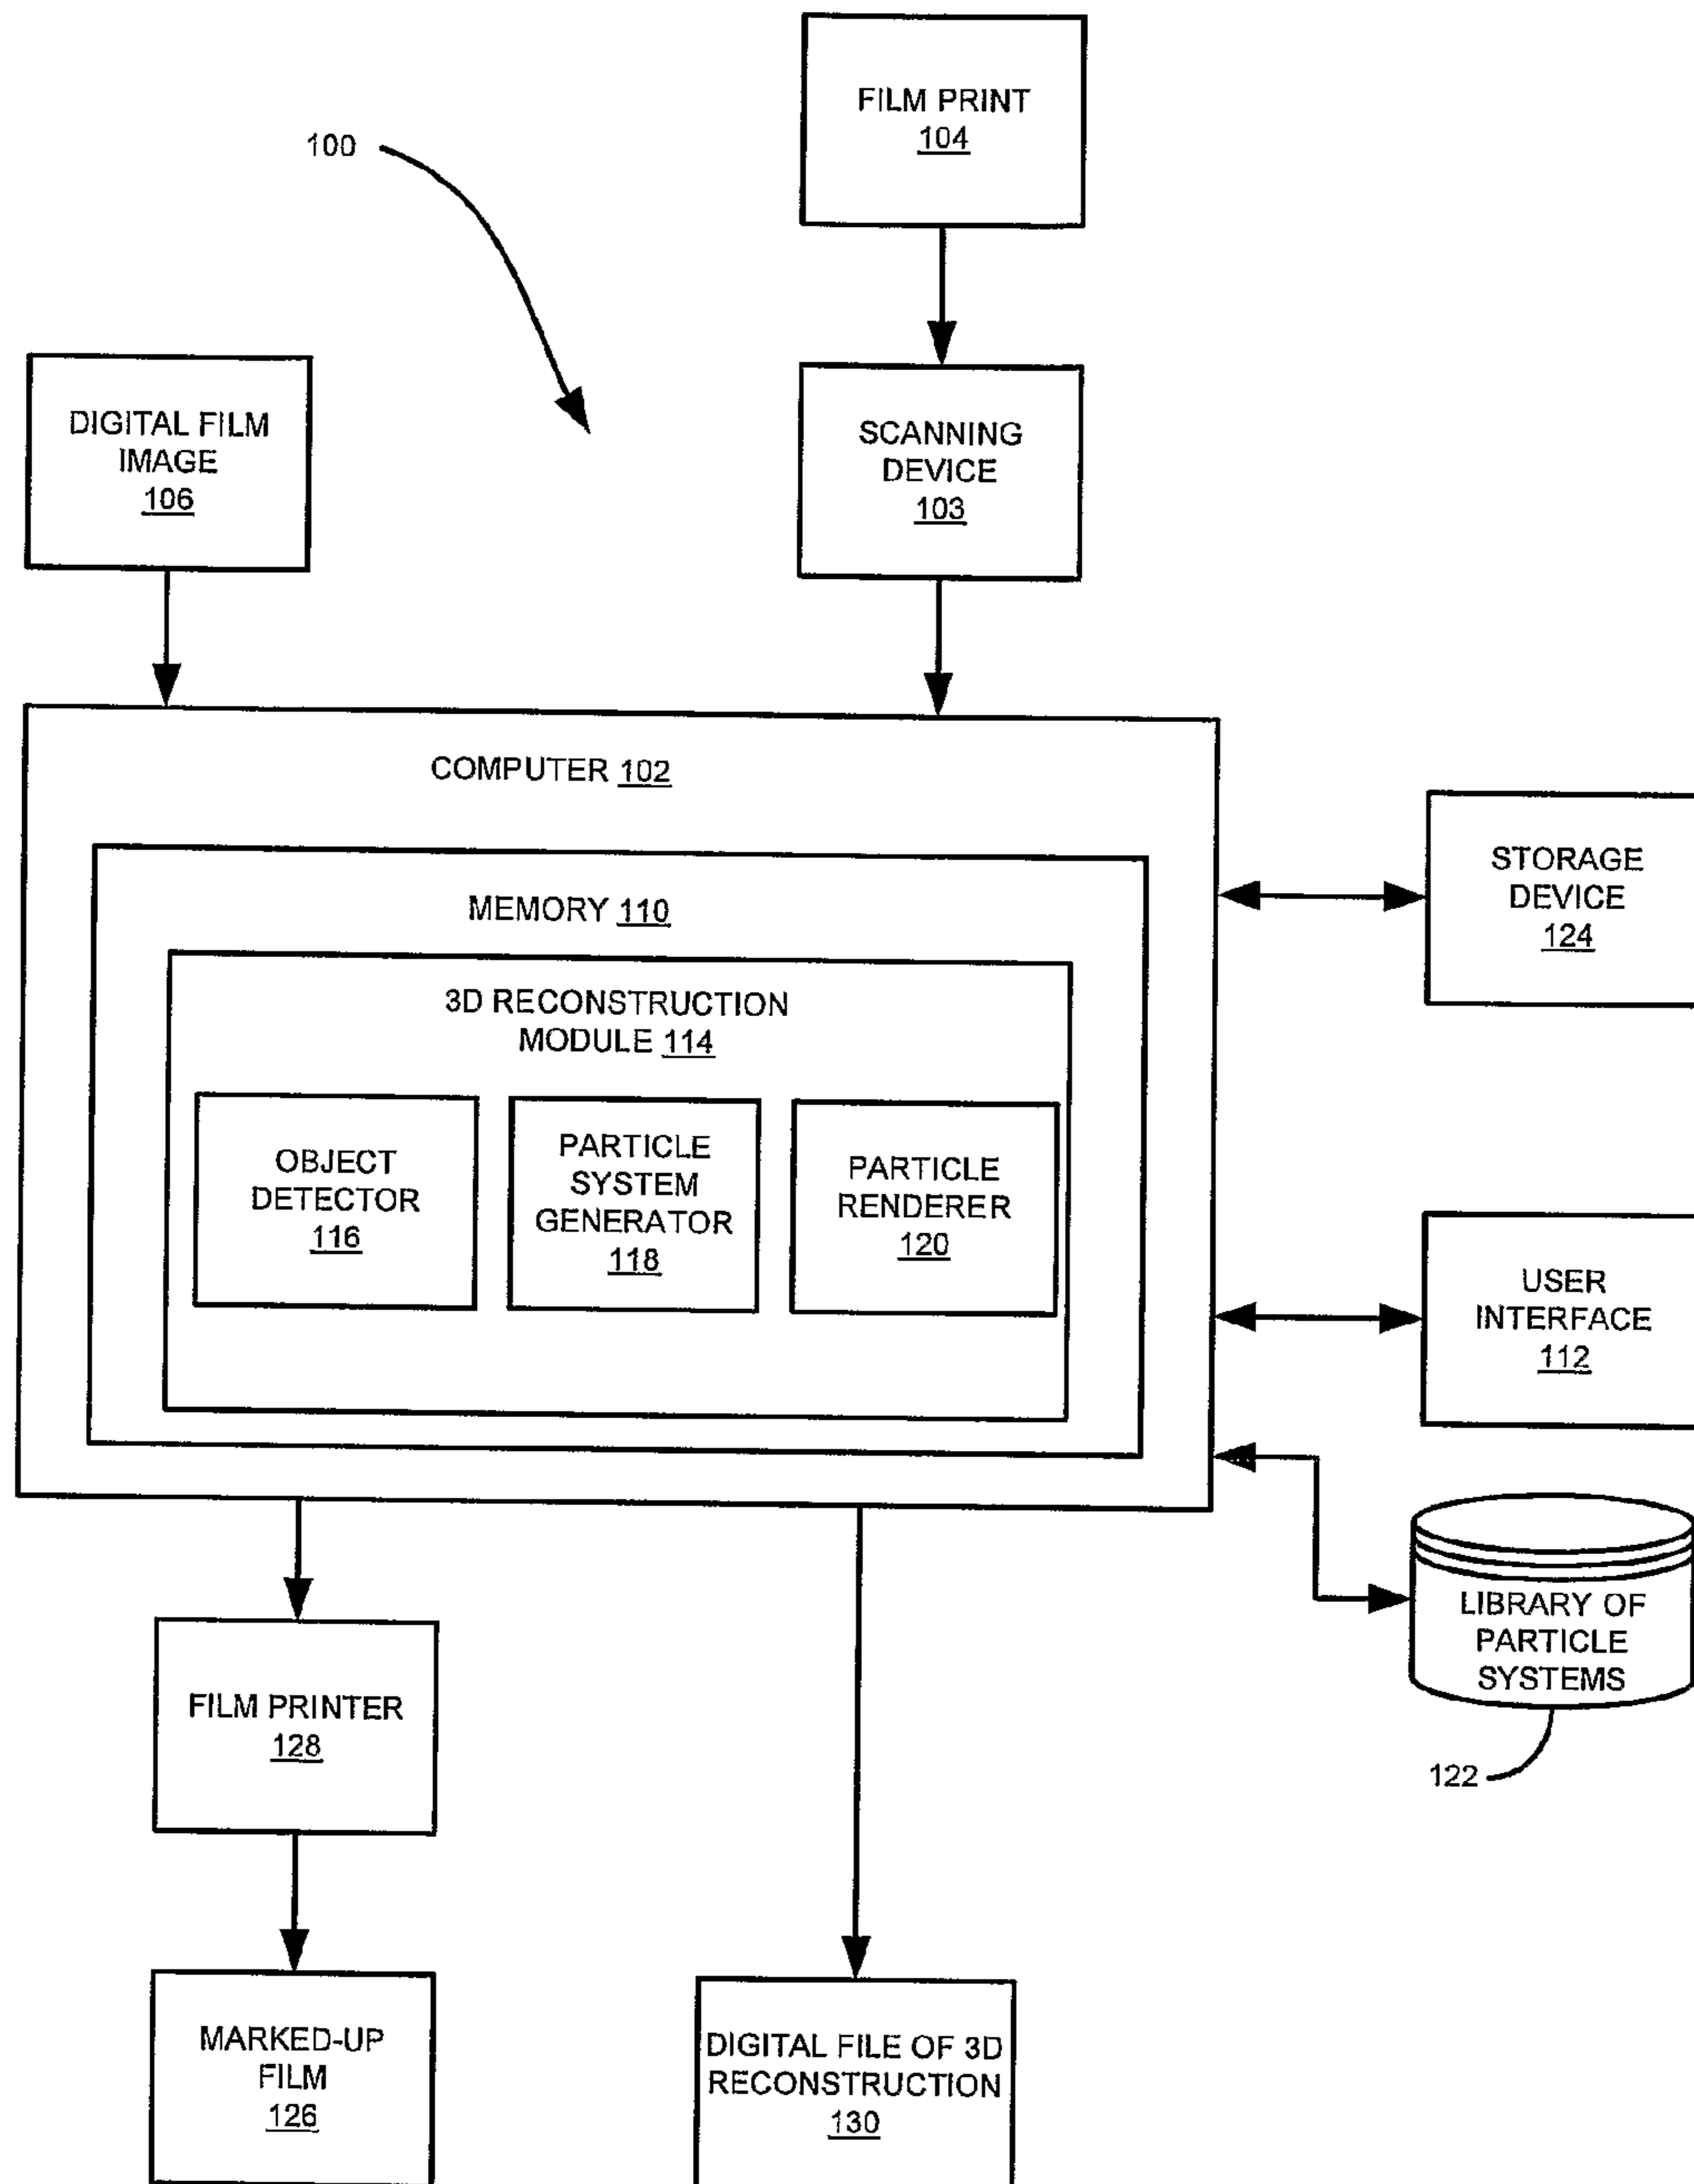 FILM PRINT
104
100
DIGITAL FILM
IMAGE
106
SCANNING
DEVICE
103
COMPUTER 102
MEMORY 110
3D RECONSTRUCTION
MODULE 114
OBJECT
DETECTOR
116
PARTICLE
SYSTEM
GENERATOR
118
PARTICLE
RENDERER
120
STORAGE
DEVICE
124
USER
INTERFACE
112
LIBRARY OF
PARTICLE
SYSTEMS
122
FILM PRINTER
128
MARKED-UP
FILM
126
DIGITAL FILE OF 3D
RECONSTRUCTION
130